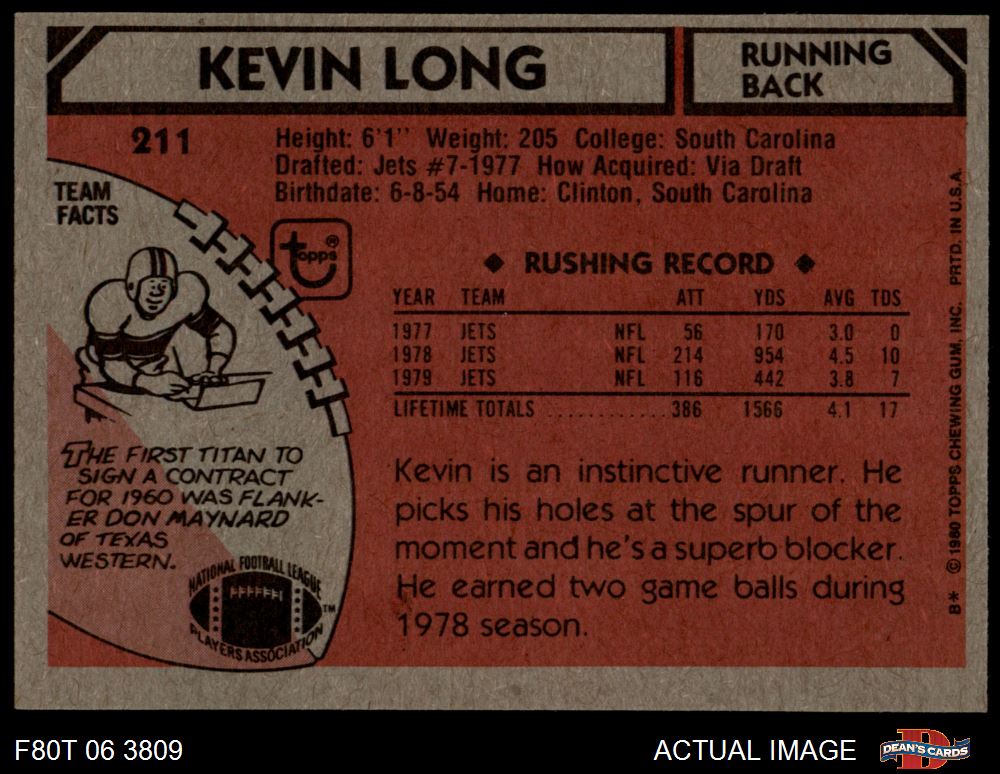 KEVIN LONG
RUNNING
BACK
211
Height: 6'1'' Weight: 205 College: South Carolina
Drafted: Jets #7-1977 How Acquired: Via Draft
Birthdate: 6-8-54 Home: Clinton, South Carolina
TEAM
FACTS
topps®
◆ RUSHING RECORD ◆
YEAR TEAM ATT YDS AVG TDS
1977 JETS NFL 56 170 3.0 0
1978 JETS NFL 214 954 4.5 10
1979 JETS NFL 116 442 3.8 7
LIFETIME TOTALS ............ 386 1566 4.1 17
THE FIRST TITAN TO
SIGN A CONTRACT
FOR 1960 WAS FLANK-
ER DON MAYNARD
OF TEXAS
WESTERN.
NATIONAL FOOTBALL LEAGUE
PLAYERS ASSOCIATION
TM
Kevin is an instinctive runner. He
picks his holes at the spur of the
moment and he's a superb blocker.
He earned two game balls during
1978 season.
B* © 1980 TOPPS CHEWING GUM, INC. PRTD. IN U.S.A.
F80T 06 3809
ACTUAL IMAGE
DEAN'S CARDS